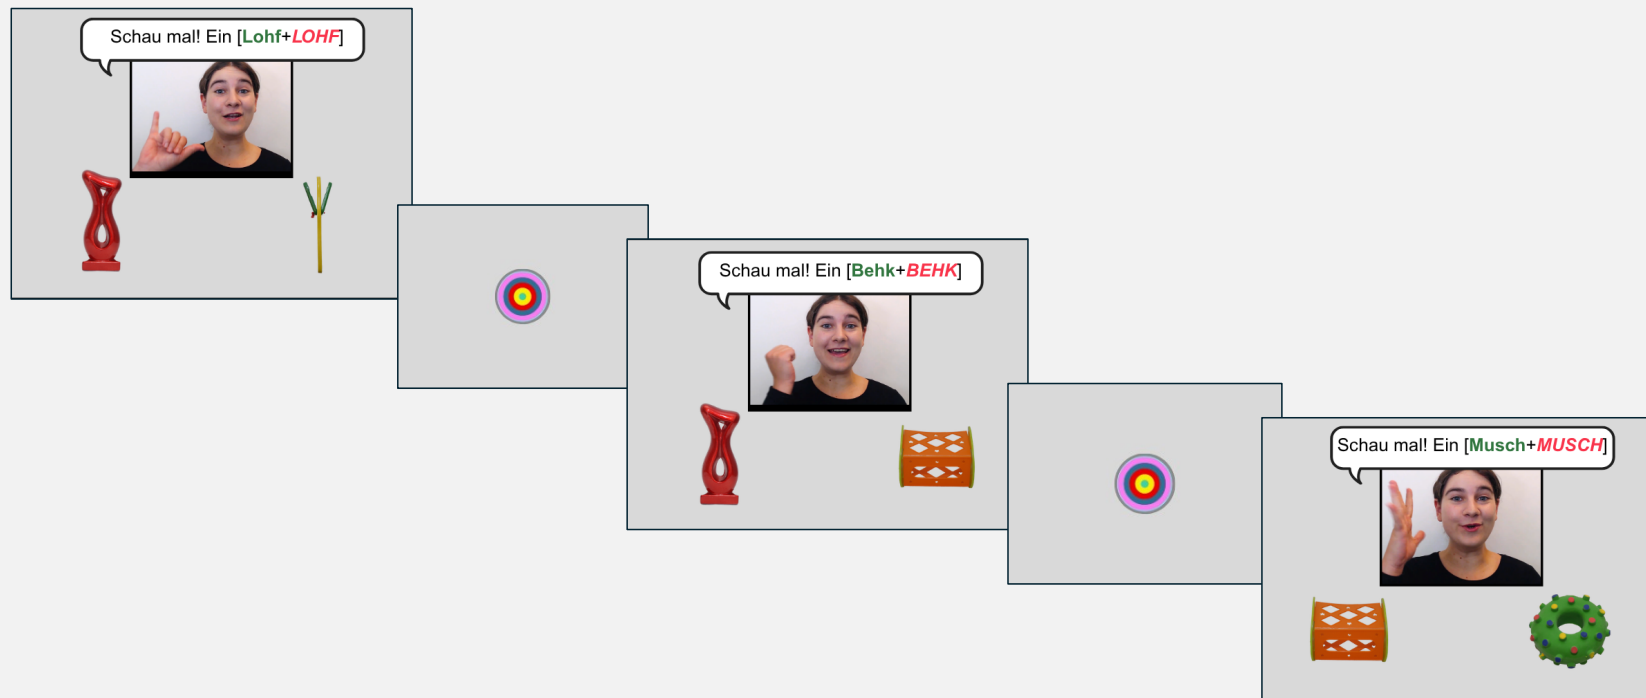 Schau mal! Ein [Lohf+LOHF]
Schau mal! Ein [Behk+BEHK]
Schau mal! Ein [Musch+MUSCH]